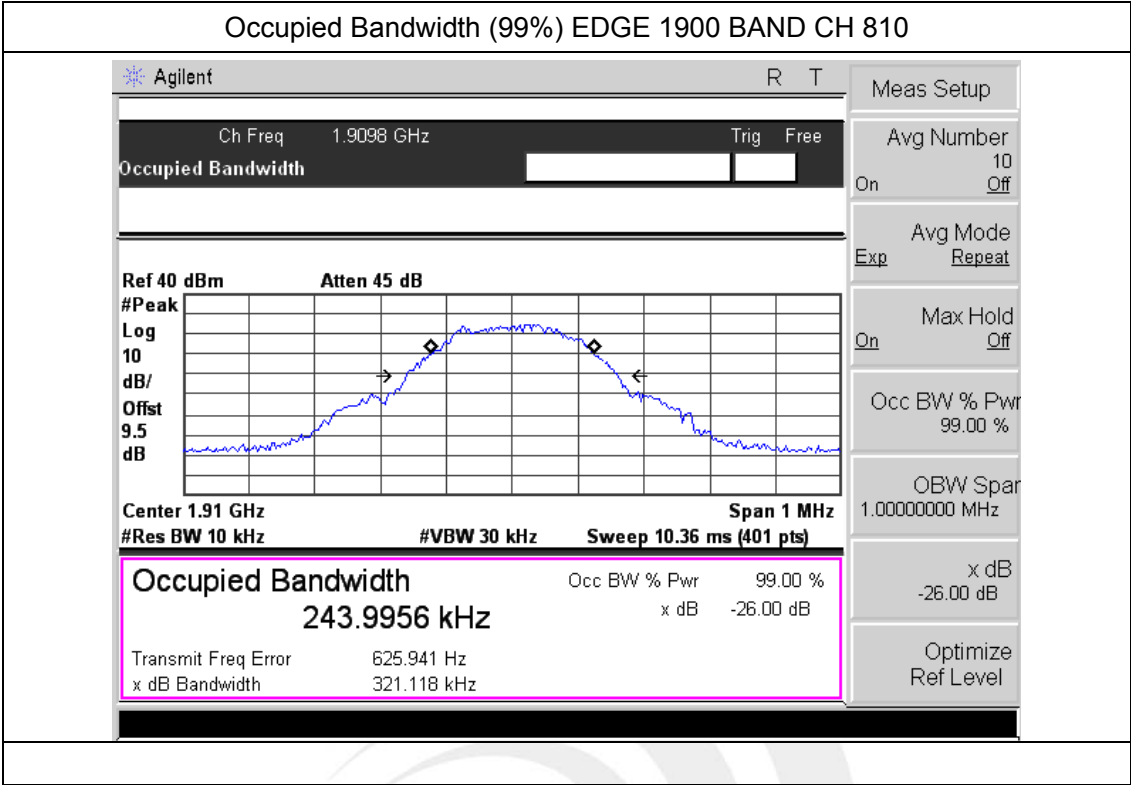 Occupied Bandwidth (99%) EDGE 1900 BAND CH 810
Agilent R T
Ch Freq 1.9098 GHz Trig Free
Occupied Bandwidth
Ref 40 dBm Atten 45 dB
#Peak
Log
10
dB/
Offst
9.5
dB
Center 1.91 GHz Span 1 MHz
#Res BW 10 kHz #VBW 30 kHz Sweep 10.36 ms (401 pts)
Occupied Bandwidth Occ BW % Pwr 99.00 %
243.9956 kHz x dB -26.00 dB
Transmit Freq Error 625.941 Hz
x dB Bandwidth 321.118 kHz
Meas Setup
Avg Number
10
On Off
Avg Mode
Exp Repeat
Max Hold
On Off
Occ BW % Pwr
99.00 %
OBW Span
1.00000000 MHz
x dB
-26.00 dB
Optimize
Ref Level